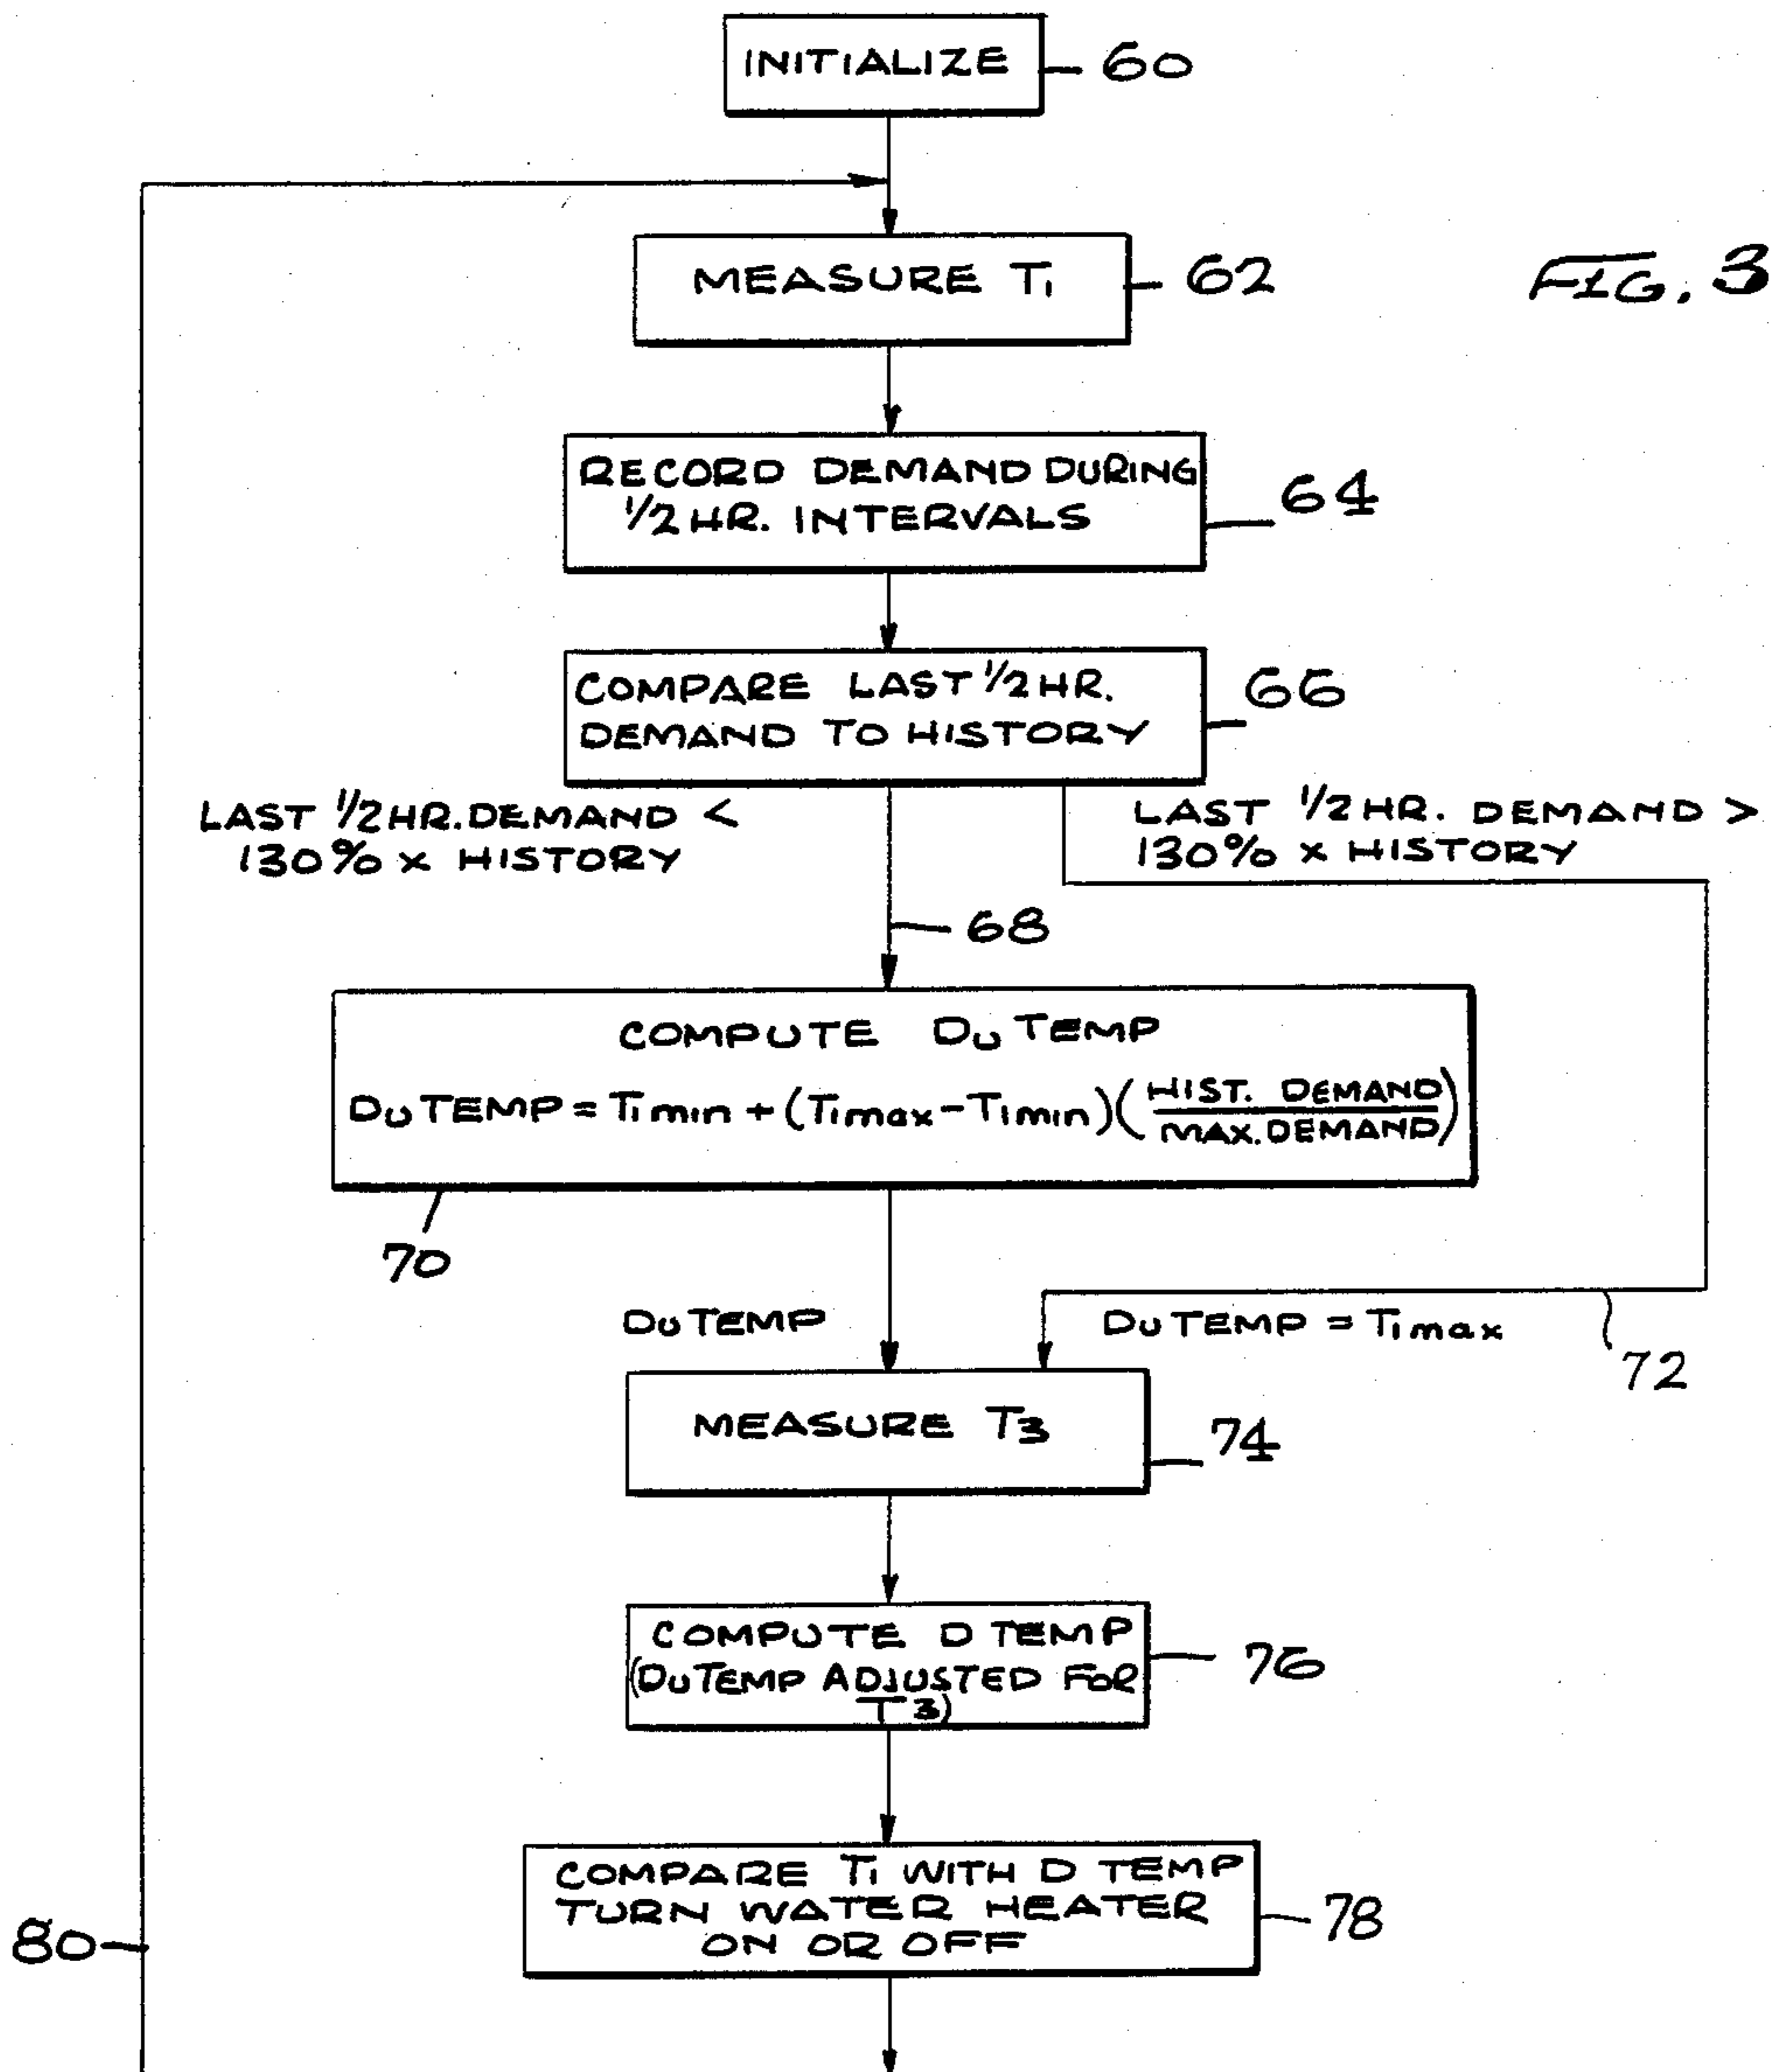 INITIALIZE
60
MEASURE T1
62
FIG. 3
RECORD DEMAND DURING
1/2 HR. INTERVALS
64
COMPARE LAST 1/2 HR.
DEMAND TO HISTORY
66
LAST 1/2 HR. DEMAND <
130% x HISTORY
LAST 1/2 HR. DEMAND >
130% x HISTORY
68
COMPUTE DU TEMP
DU TEMP = T1min + (T1max - T1min)(HIST. DEMAND / MAX. DEMAND)
70
DU TEMP
DU TEMP = T1max
72
MEASURE T3
74
COMPUTE D TEMP
(DU TEMP ADJUSTED FOR
T3)
76
COMPARE T1 WITH D TEMP
TURN WATER HEATER
ON OR OFF
78
80